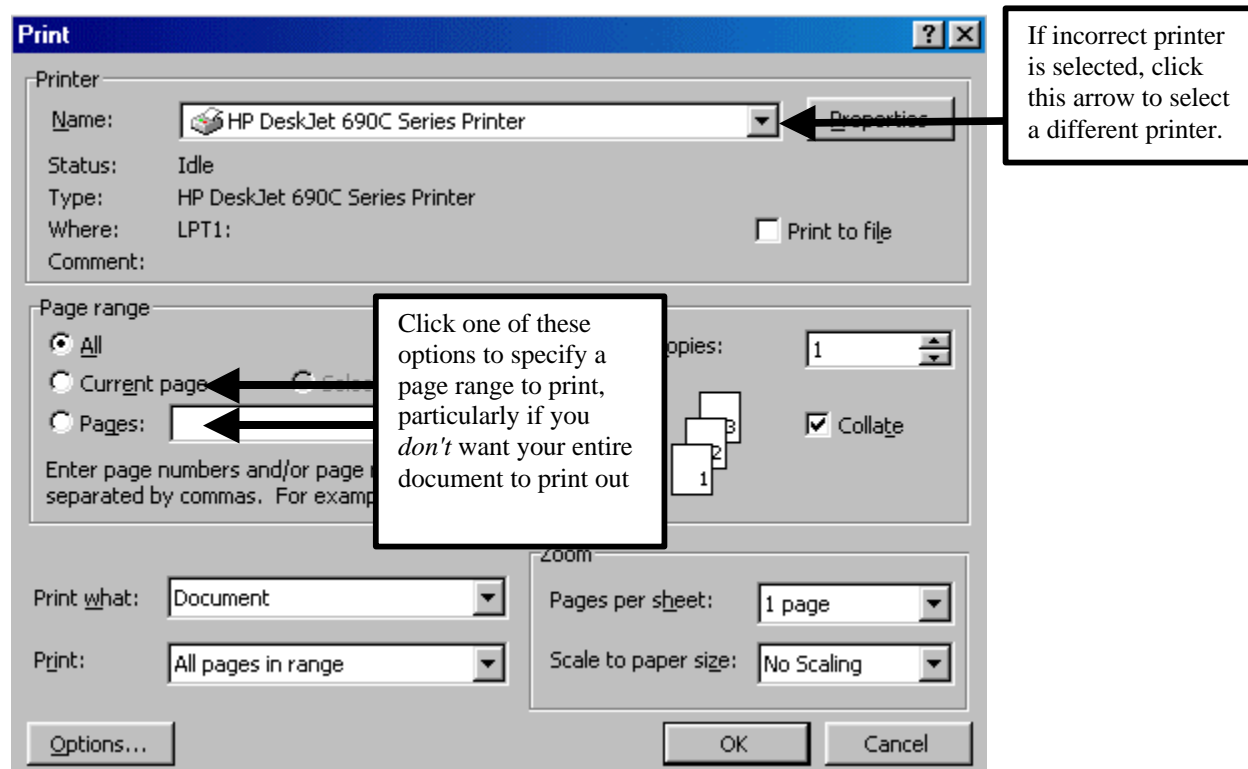 Print
If incorrect printer
is selected, click
this arrow to select
a different printer.
Printer
Name: HP DeskJet 690C Series Printer Properties
Status: Idle
Type: HP DeskJet 690C Series Printer
Where: LPT1: Print to file
Comment:
Page range
All
Current page
Pages:
Enter page numbers and/or page
separated by commas. For
Click one of these
options to specify a
page range to print,
particularly if you
don't want your entire
document to print out
1
3
2
1
Collate
Print what: Document
Print: All pages in range
Zoom
Pages per sheet: 1 page
Scale to paper size: No Scaling
Options... OK Cancel